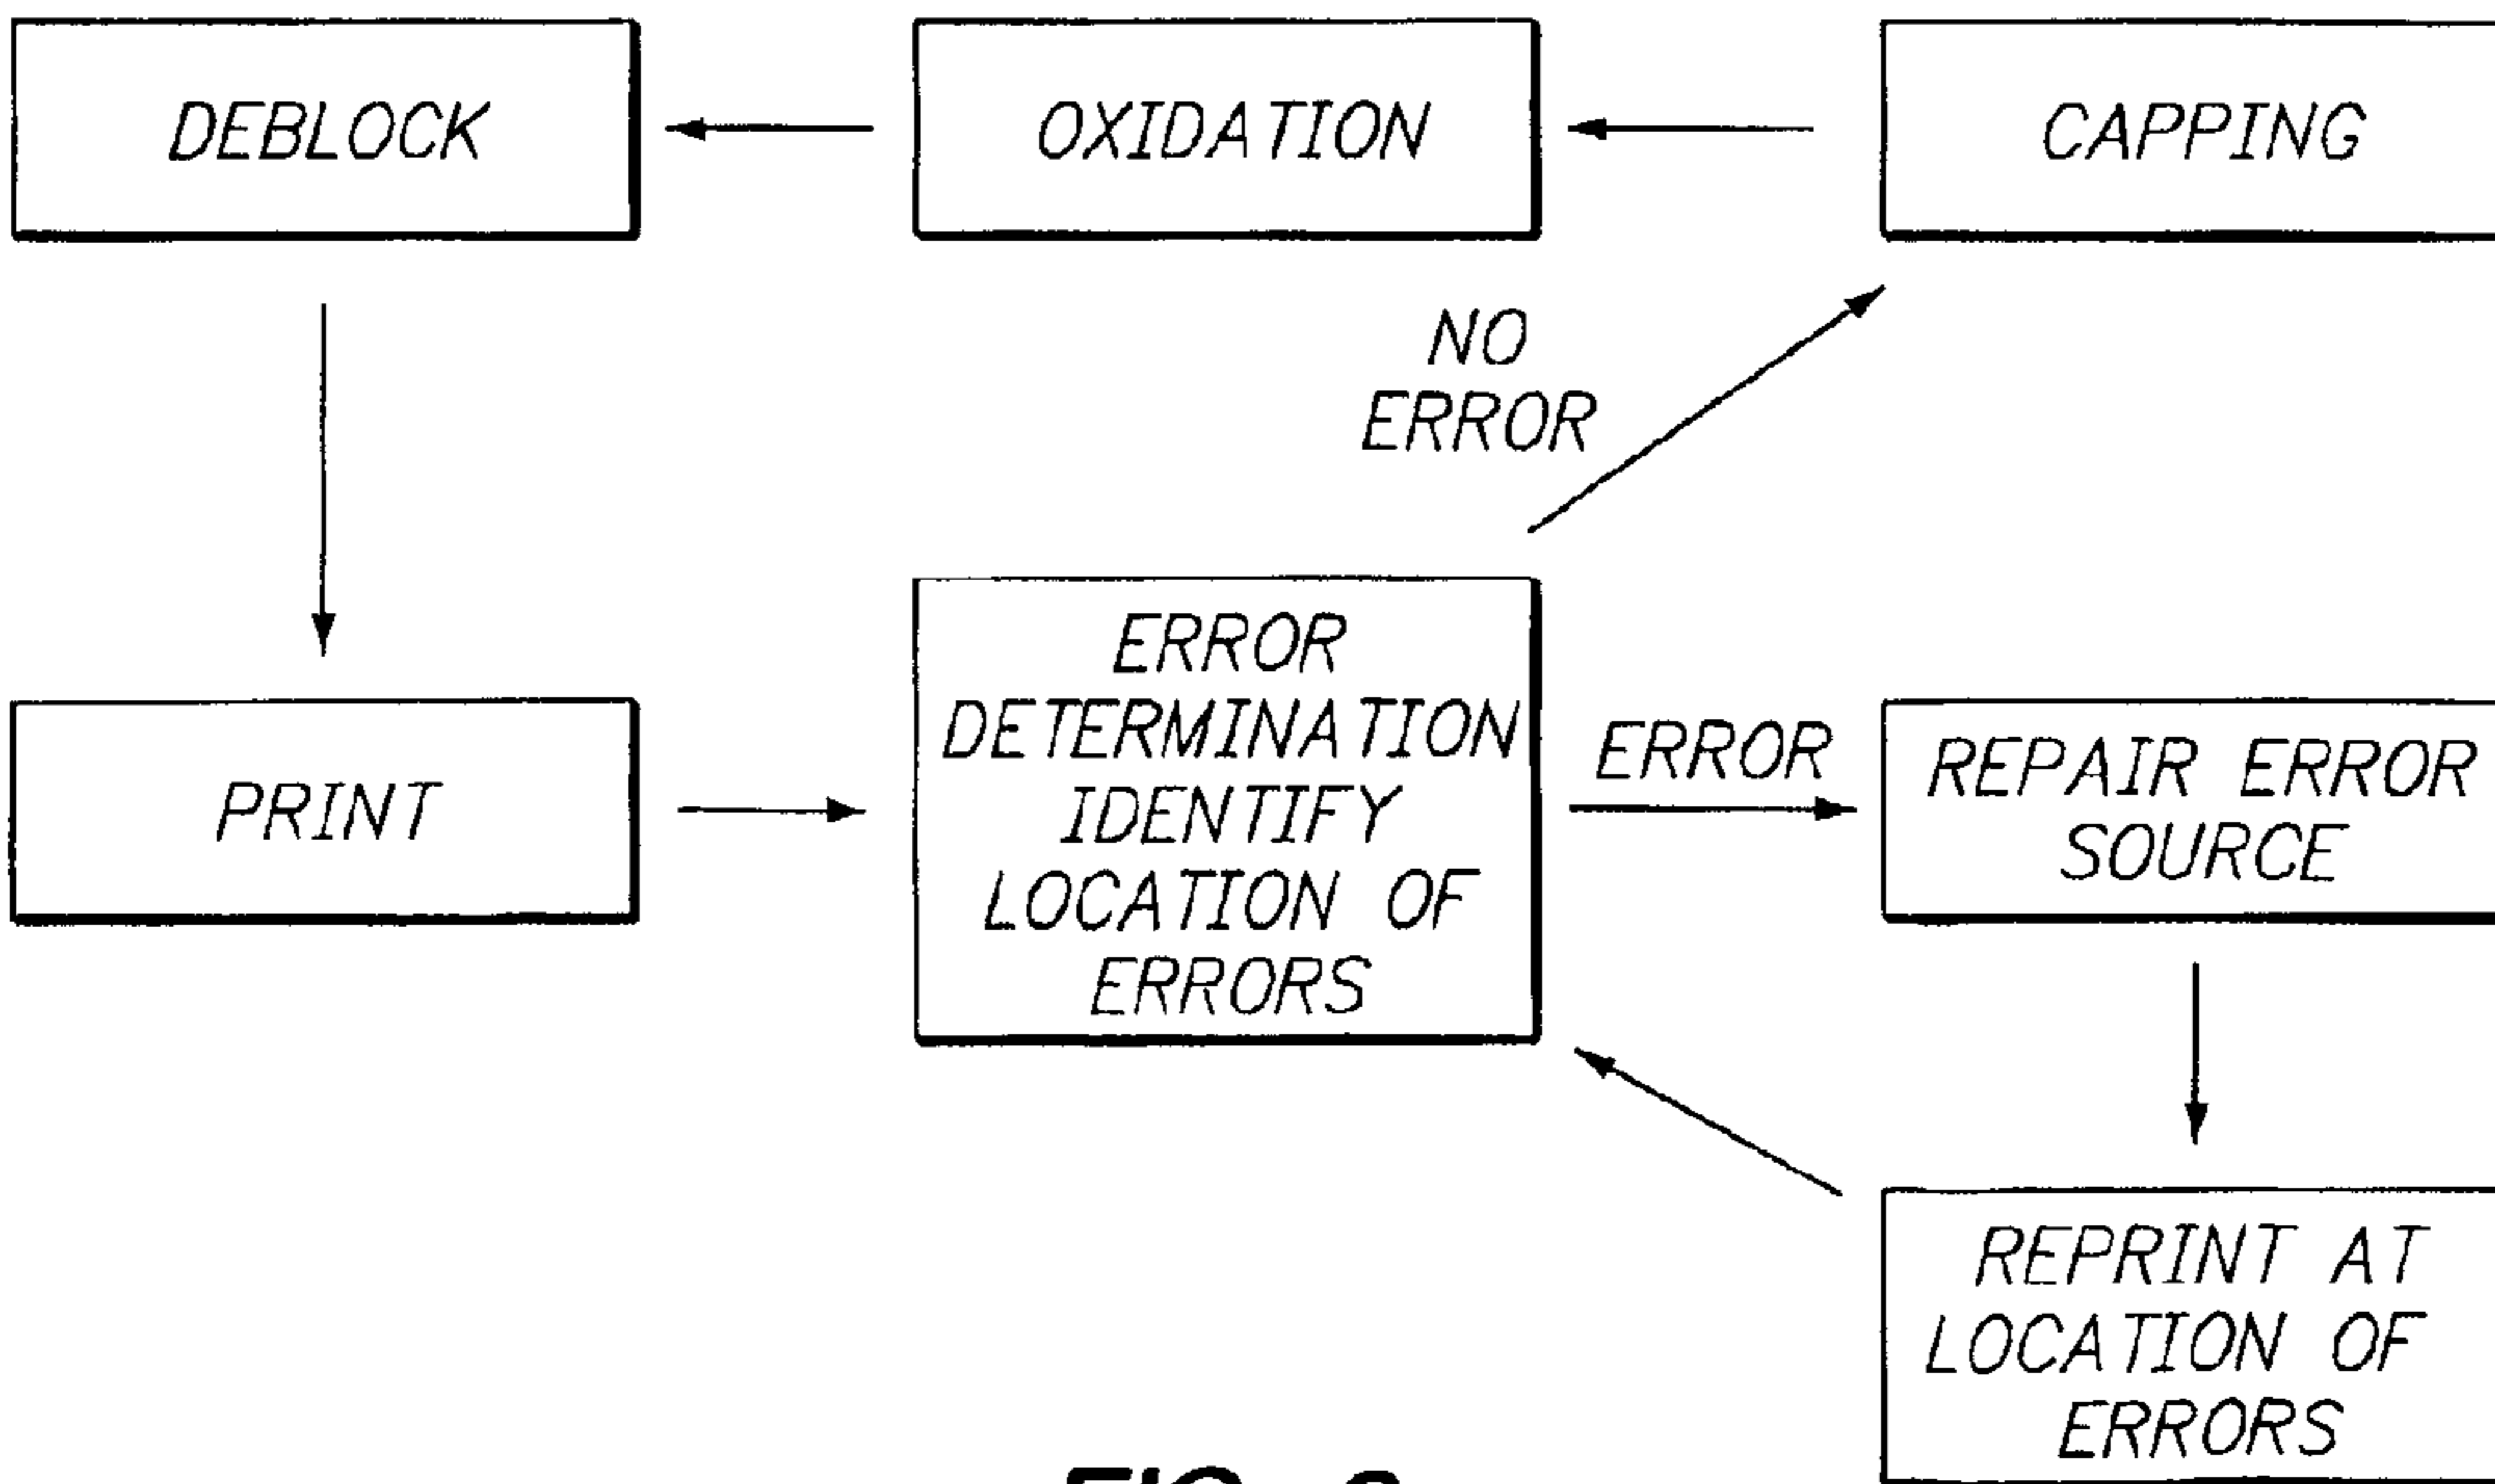 DEBLOCK
OXIDATION
CAPPING
NO
ERROR
ERROR
DETERMINATION
IDENTIFY
LOCATION OF
ERRORS
PRINT
ERROR
REPAIR ERROR
SOURCE
REPRINT AT
LOCATION OF
ERRORS
FIG.